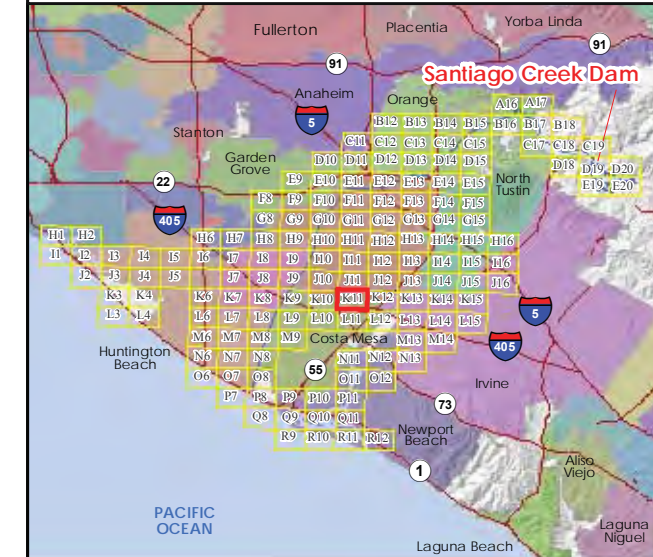 Fullerton
Placentia
Yorba Linda
91
91
Santiago Creek Dam
Anaheim
Orange
A16 A17
5
B12 B13 B14 B15 B16 B17 B18
Stanton
C11 C12 C13 C14 C15 C17 C18 C19
Garden
Grove
D10 D11 D12 D13 D14 D15 D18 D19 D20
22
E9 E10 E11 E12 E13 E14 E15 E19 E20
North
Tustin
F8 F9 F10 F11 F12 F13 F14 F15
405
G8 G9 G10 G11 G12 G13 G14 G15
H1 H2 H6 H7 H8 H9 H10 H11 H12 H13 H14 H15 H16
I1 I2 I3 I4 I5 I6 I7 I8 I9 I10 I11 I12 I13 I14 I15 I16
J2 J3 J4 J5 J7 J8 J9 J10 J11 J12 J13 J14 J15 J16
K3 K4 K6 K7 K8 K9 K10 K11 K12 K13 K14 K15
5
L3 L4 L6 L7 L8 L9 L10 L11 L12 L13 L14 L15
M6 M7 M8 M9 Costa Mesa M13 M14
405
Huntington
Beach
N6 N7 N8 N11 N12 N13
55
O6 O7 O8 O11 O12
Irvine
P7 P8 P9 P10 P11
73
Q8 Q9 Q10 Q11
Newport
Beach
R9 R10 R11 R12
1
Aliso
Viejo
PACIFIC
OCEAN
Laguna
Niguel
Laguna Beach